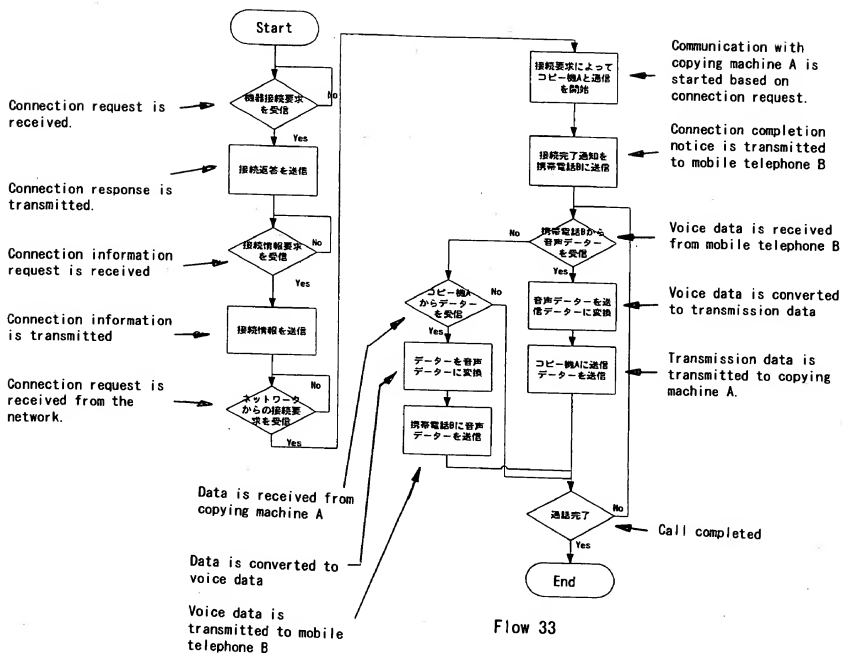 Start
機器接続要求
を受信
No
Yes
接続返答を送信
接続情報要求
を受信
No
Yes
接続情報を送信
ネットワーク
からの接続要
求を受信
No
Yes
Connection request is
received.
Connection response is
transmitted.
Connection information
request is received
Connection information
is transmitted
Connection request is
received from the
network.
接続要求によって
コピー機Aと通信
を開始
接続完了通知を
携帯電話Bに送信
携帯電話Bから
音声データーを
受信
No
Yes
音声データーを送
信データーに変換
コピー機Aに送信
データーを送信
コピー機A
からデーター
を受信
No
Yes
データーを音声
データーに変換
携帯電話Bに音声
データーを送信
通話完了
No
Yes
End
Communication with
copying machine A is
started based on
connection request.
Connection completion
notice is transmitted
to mobile telephone B
Voice data is received
from mobile telephone B
Voice data is converted
to transmission data
Transmission data is
transmitted to copying
machine A.
Call completed
Data is received from
copying machine A
Data is converted to
voice data
Voice data is
transmitted to mobile
telephone B
Flow 33